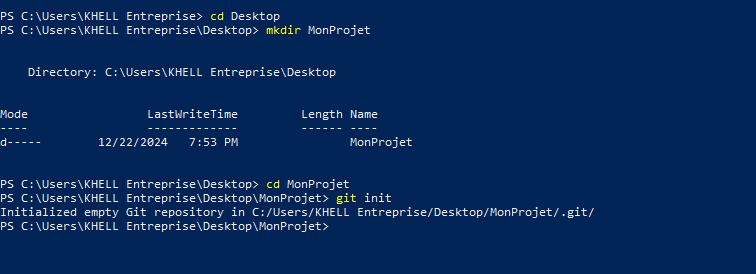 PS C:\Users\KHELL Entreprise> cd Desktop
PS C:\Users\KHELL Entreprise\Desktop> mkdir MonProjet
Directory: C:\Users\KHELL Entreprise\Desktop
Mode LastWriteTime Length Name
---- ------------- ------ ----
d----- 12/22/2024 7:53 PM MonProjet
PS C:\Users\KHELL Entreprise\Desktop> cd MonProjet
PS C:\Users\KHELL Entreprise\Desktop\MonProjet> git init
Initialized empty Git repository in C:/Users/KHELL Entreprise/Desktop/MonProjet/.git/
PS C:\Users\KHELL Entreprise\Desktop\MonProjet>